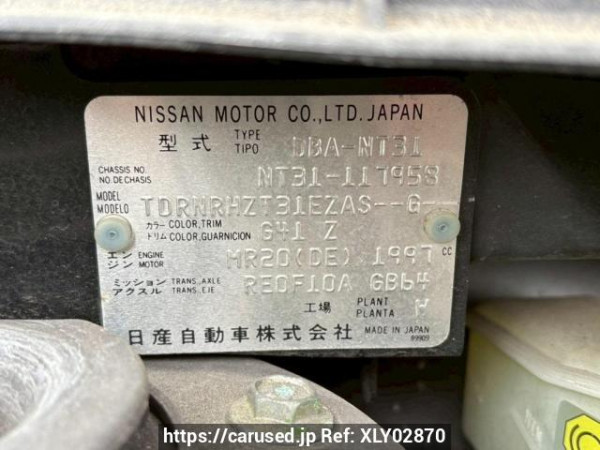 NISSAN MOTOR CO.,LTD.JAPAN
型式 TYPE TIPO DBA-NT31
CHASSIS NO. NO.DECHASIS NT31-117958
MODEL MODELO TDRNRHZT31EZAS--G-
カラー COLOR,TRIM トリム COLOR,GUARNICION G41 Z
エンジン ENGINE MOTOR MR20(DE) 1997 CC
ミッション TRANS.,AXLE アクスル TRANS.,EJE RE0F10A GB64
工場 PLANT PLANTA
日産自動車株式会社 MADE IN JAPAN
89909
https://carused.jp Ref: XLY02870